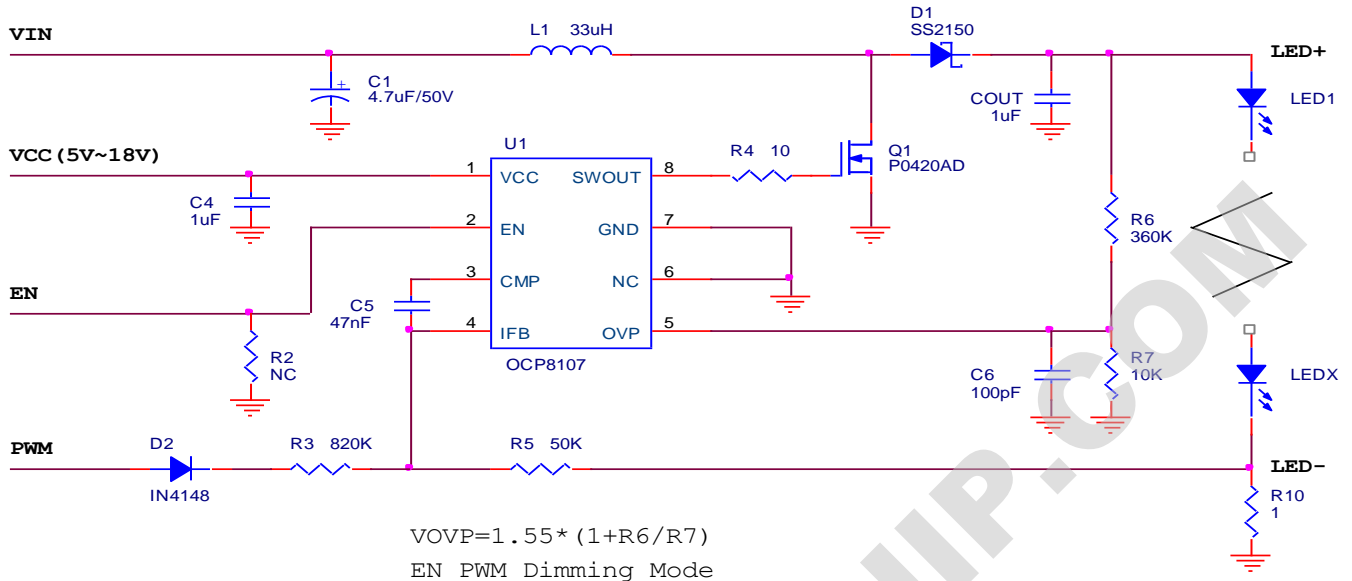 VIN
L1 33uH
D1
SS2150
LED+
+
C1
4.7uF/50V
COUT
1uF
LED1
VCC(5V~18V)
U1
R4 10
Q1
P0420AD
1
VCC
SWOUT
8
C4
1uF
2
EN
GND
7
R6
360K
3
CMP
NC
6
EN
C5
47nF
4
IFB
OVP
5
OCP8107
R2
NC
C6
100pF
R7
10K
LEDX
PWM
D2
IN4148
R3 820K
R5 50K
LED-
R10
1
VOVP=1.55*(1+R6/R7)
EN PWM Dimming Mode
HIP.COM